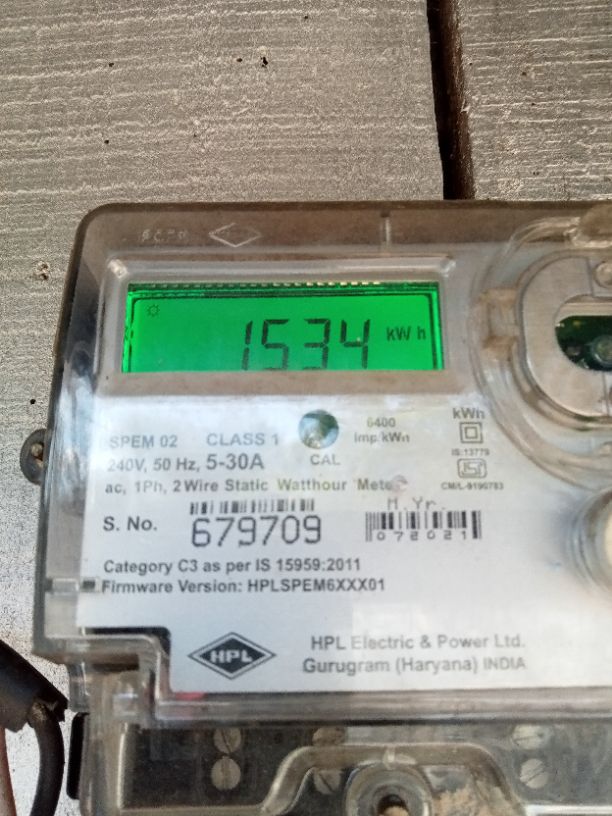 1534 kWh
SPEM 02 CLASS 1 6400 imp/kWh kWh
240V, 50 Hz, 5-30A CAL IS:13779
ac, 1Ph, 2 Wire Static Watthour Meter CM/L-9190783
S. No. 679709 M.Yr. 072021
Category C3 as per IS 15959:2011
Firmware Version: HPLSPEM6XXX01
HPL HPL Electric & Power Ltd.
Gurugram (Haryana) INDIA